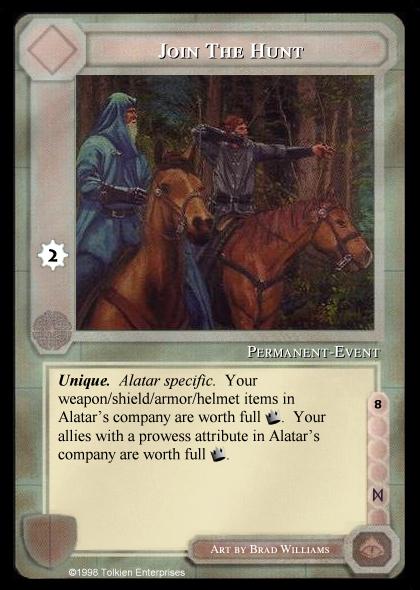 JOIN THE HUNT
2
PERMANENT-EVENT
Unique. Alatar specific. Your
weapon/shield/armor/helmet items in
Alatar's company are worth full
. Your
allies with a prowess attribute in Alatar's
company are worth full
.
8
ART BY BRAD WILLIAMS
©1998 Tolkien Enterprises